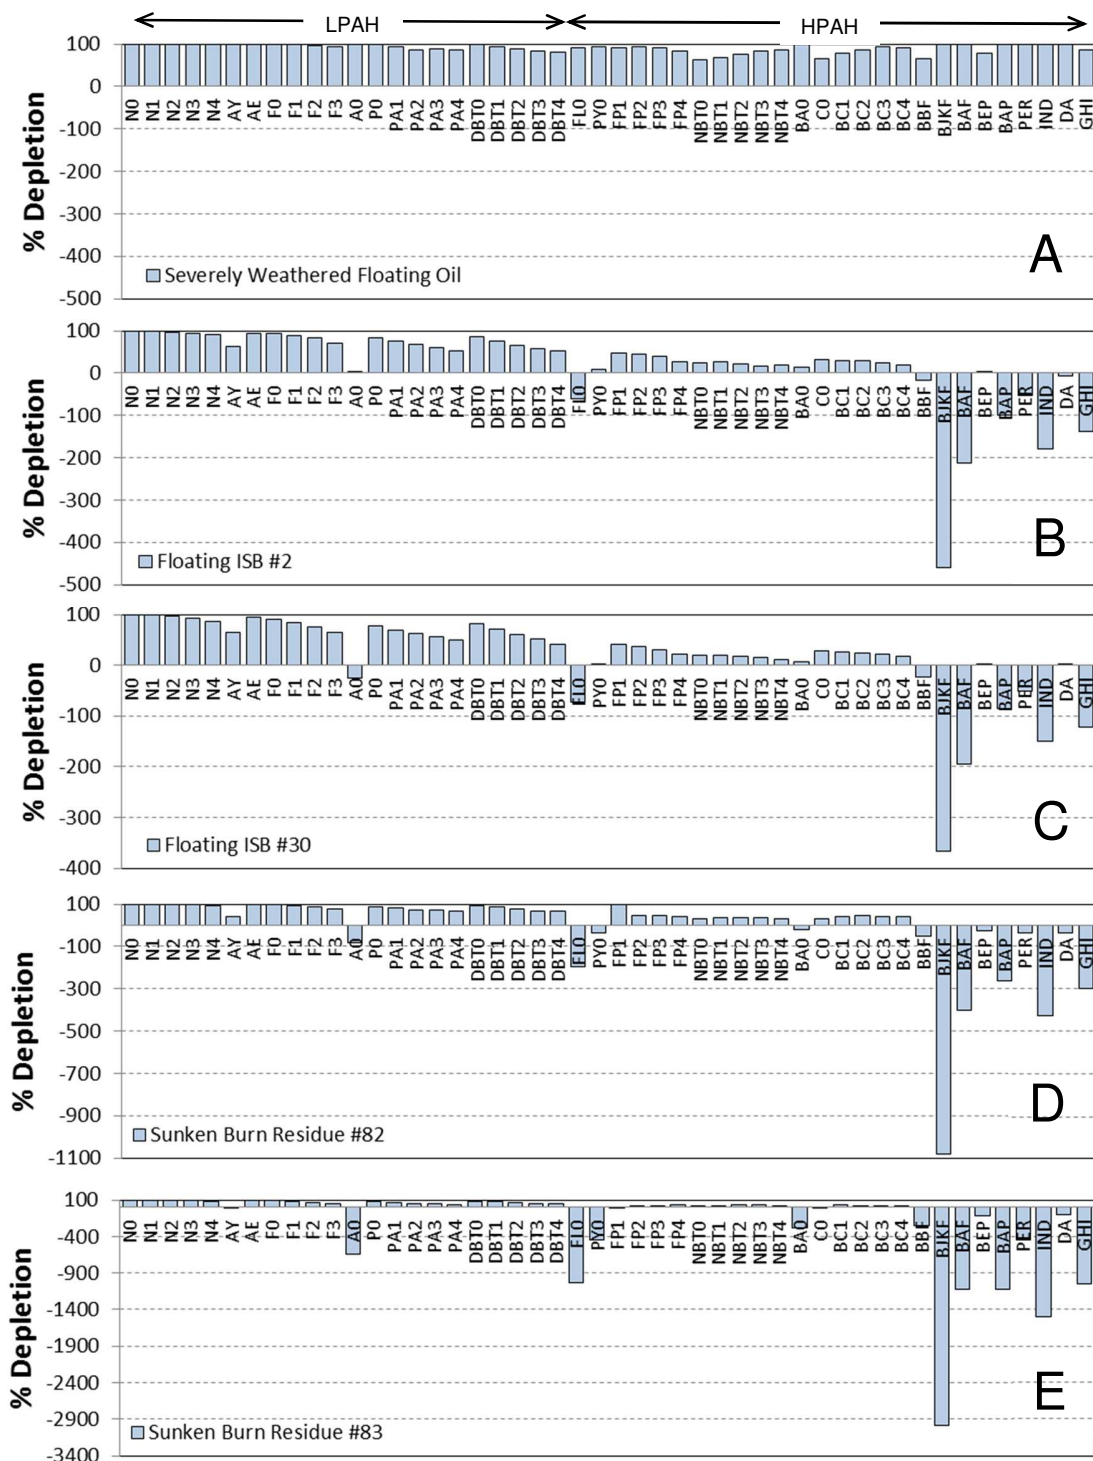 LPAH HPAH
% Depletion
100
0
-100
-200
-300
-400
-500
N0 N1 N2 N3 N4 AY AE F0 F1 F2 F3 A0 P0 PA1 PA2 PA3 PA4 DBT0 DBT1 DBT2 DBT3 DBT4 FL0 PY0 FP1 FP2 FP3 FP4 NBT0 NBT1 NBT2 NBT3 NBT4 BA0 C0 BC1 BC2 BC3 BC4 BBF BJKF BAF BEP BAP PER IND DA GHI
Severely Weathered Floating Oil
A
% Depletion
100
0
-100
-200
-300
-400
-500
N0 N1 N2 N3 N4 AY AE F0 F1 F2 F3 A0 P0 PA1 PA2 PA3 PA4 DBT0 DBT1 DBT2 DBT3 DBT4 FL0 PY0 FP1 FP2 FP3 FP4 NBT0 NBT1 NBT2 NBT3 NBT4 BA0 C0 BC1 BC2 BC3 BC4 BBF BJKF BAF BEP BAP PER IND DA GHI
Floating ISB #2
B
% Depletion
100
0
-100
-200
-300
-400
N0 N1 N2 N3 N4 AY AE F0 F1 F2 F3 A0 P0 PA1 PA2 PA3 PA4 DBT0 DBT1 DBT2 DBT3 DBT4 FL0 PY0 FP1 FP2 FP3 FP4 NBT0 NBT1 NBT2 NBT3 NBT4 BA0 C0 BC1 BC2 BC3 BC4 BBF BJKF BAF BEP BAP PER IND DA GHI
Floating ISB #30
C
% Depletion
100
-100
-300
-500
-700
-900
-1100
N0 N1 N2 N3 N4 AY AE F0 F1 F2 F3 A0 P0 PA1 PA2 PA3 PA4 DBT0 DBT1 DBT2 DBT3 DBT4 FL0 PY0 FP1 FP2 FP3 FP4 NBT0 NBT1 NBT2 NBT3 NBT4 BA0 C0 BC1 BC2 BC3 BC4 BBF BJKF BAF BEP BAP PER IND DA GHI
Sunken Burn Residue #82
D
% Depletion
100
-400
-900
-1400
-1900
-2400
-2900
-3400
N0 N1 N2 N3 N4 AY AE F0 F1 F2 F3 A0 P0 PA1 PA2 PA3 PA4 DBT0 DBT1 DBT2 DBT3 DBT4 FL0 PY0 FP1 FP2 FP3 FP4 NBT0 NBT1 NBT2 NBT3 NBT4 BA0 C0 BC1 BC2 BC3 BC4 BBF BJKF BAF BEP BAP PER IND DA GHI
Sunken Burn Residue #83
E